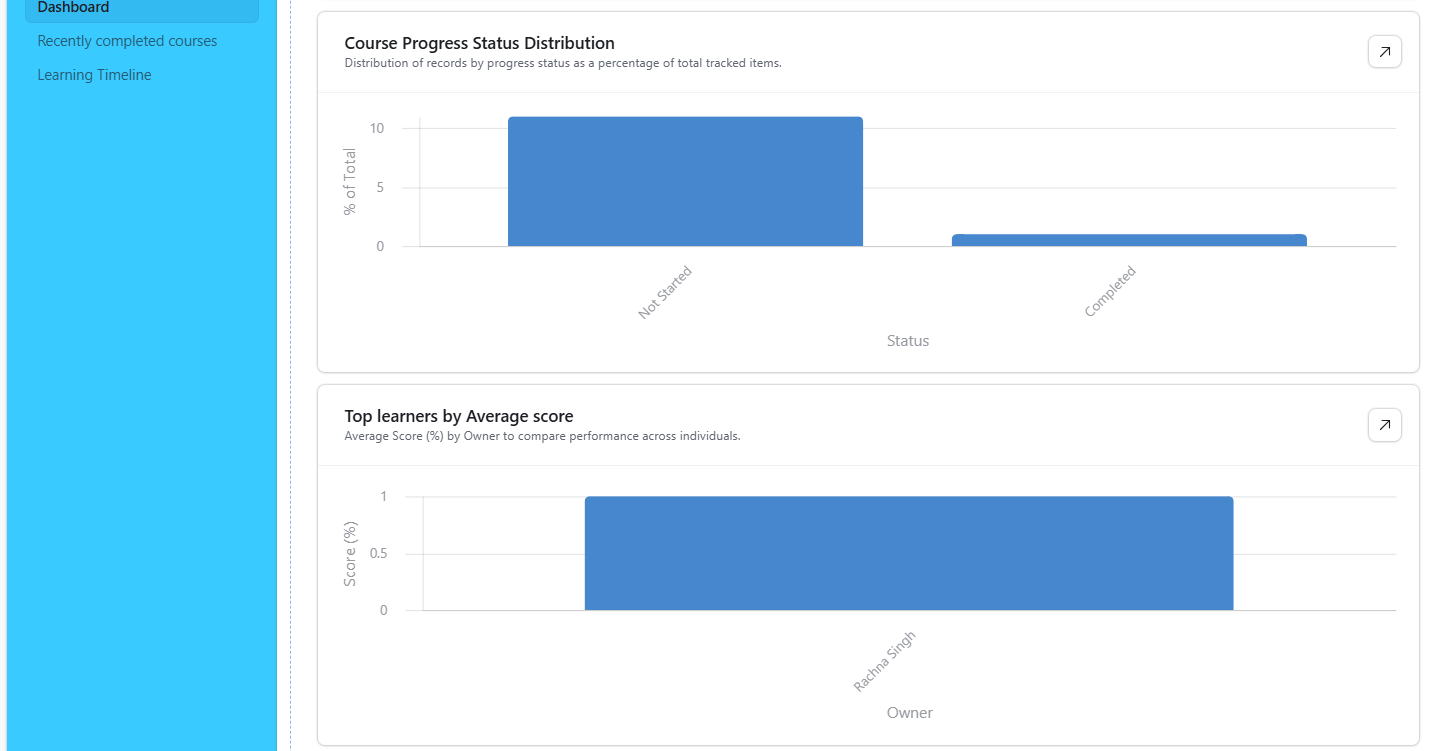 Dashboard
Recently completed courses
Learning Timeline
Course Progress Status Distribution
Distribution of records by progress status as a percentage of total tracked items.
% of Total
10
5
0
Not Started
Completed
Status
Top learners by Average score
Average Score (%) by Owner to compare performance across individuals.
Score (%)
1
0.5
0
Rachna Singh
Owner